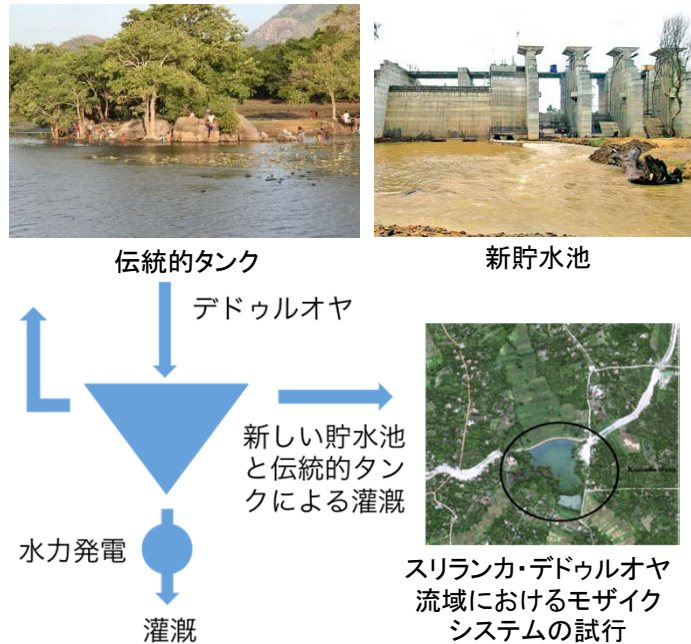 伝統的タンク
新貯水池
デドゥルオヤ
新しい貯水池
と伝統的タン
クによる灌漑
水力発電
灌漑
スリランカ・デドゥルオヤ
流域におけるモザイク
システムの試行